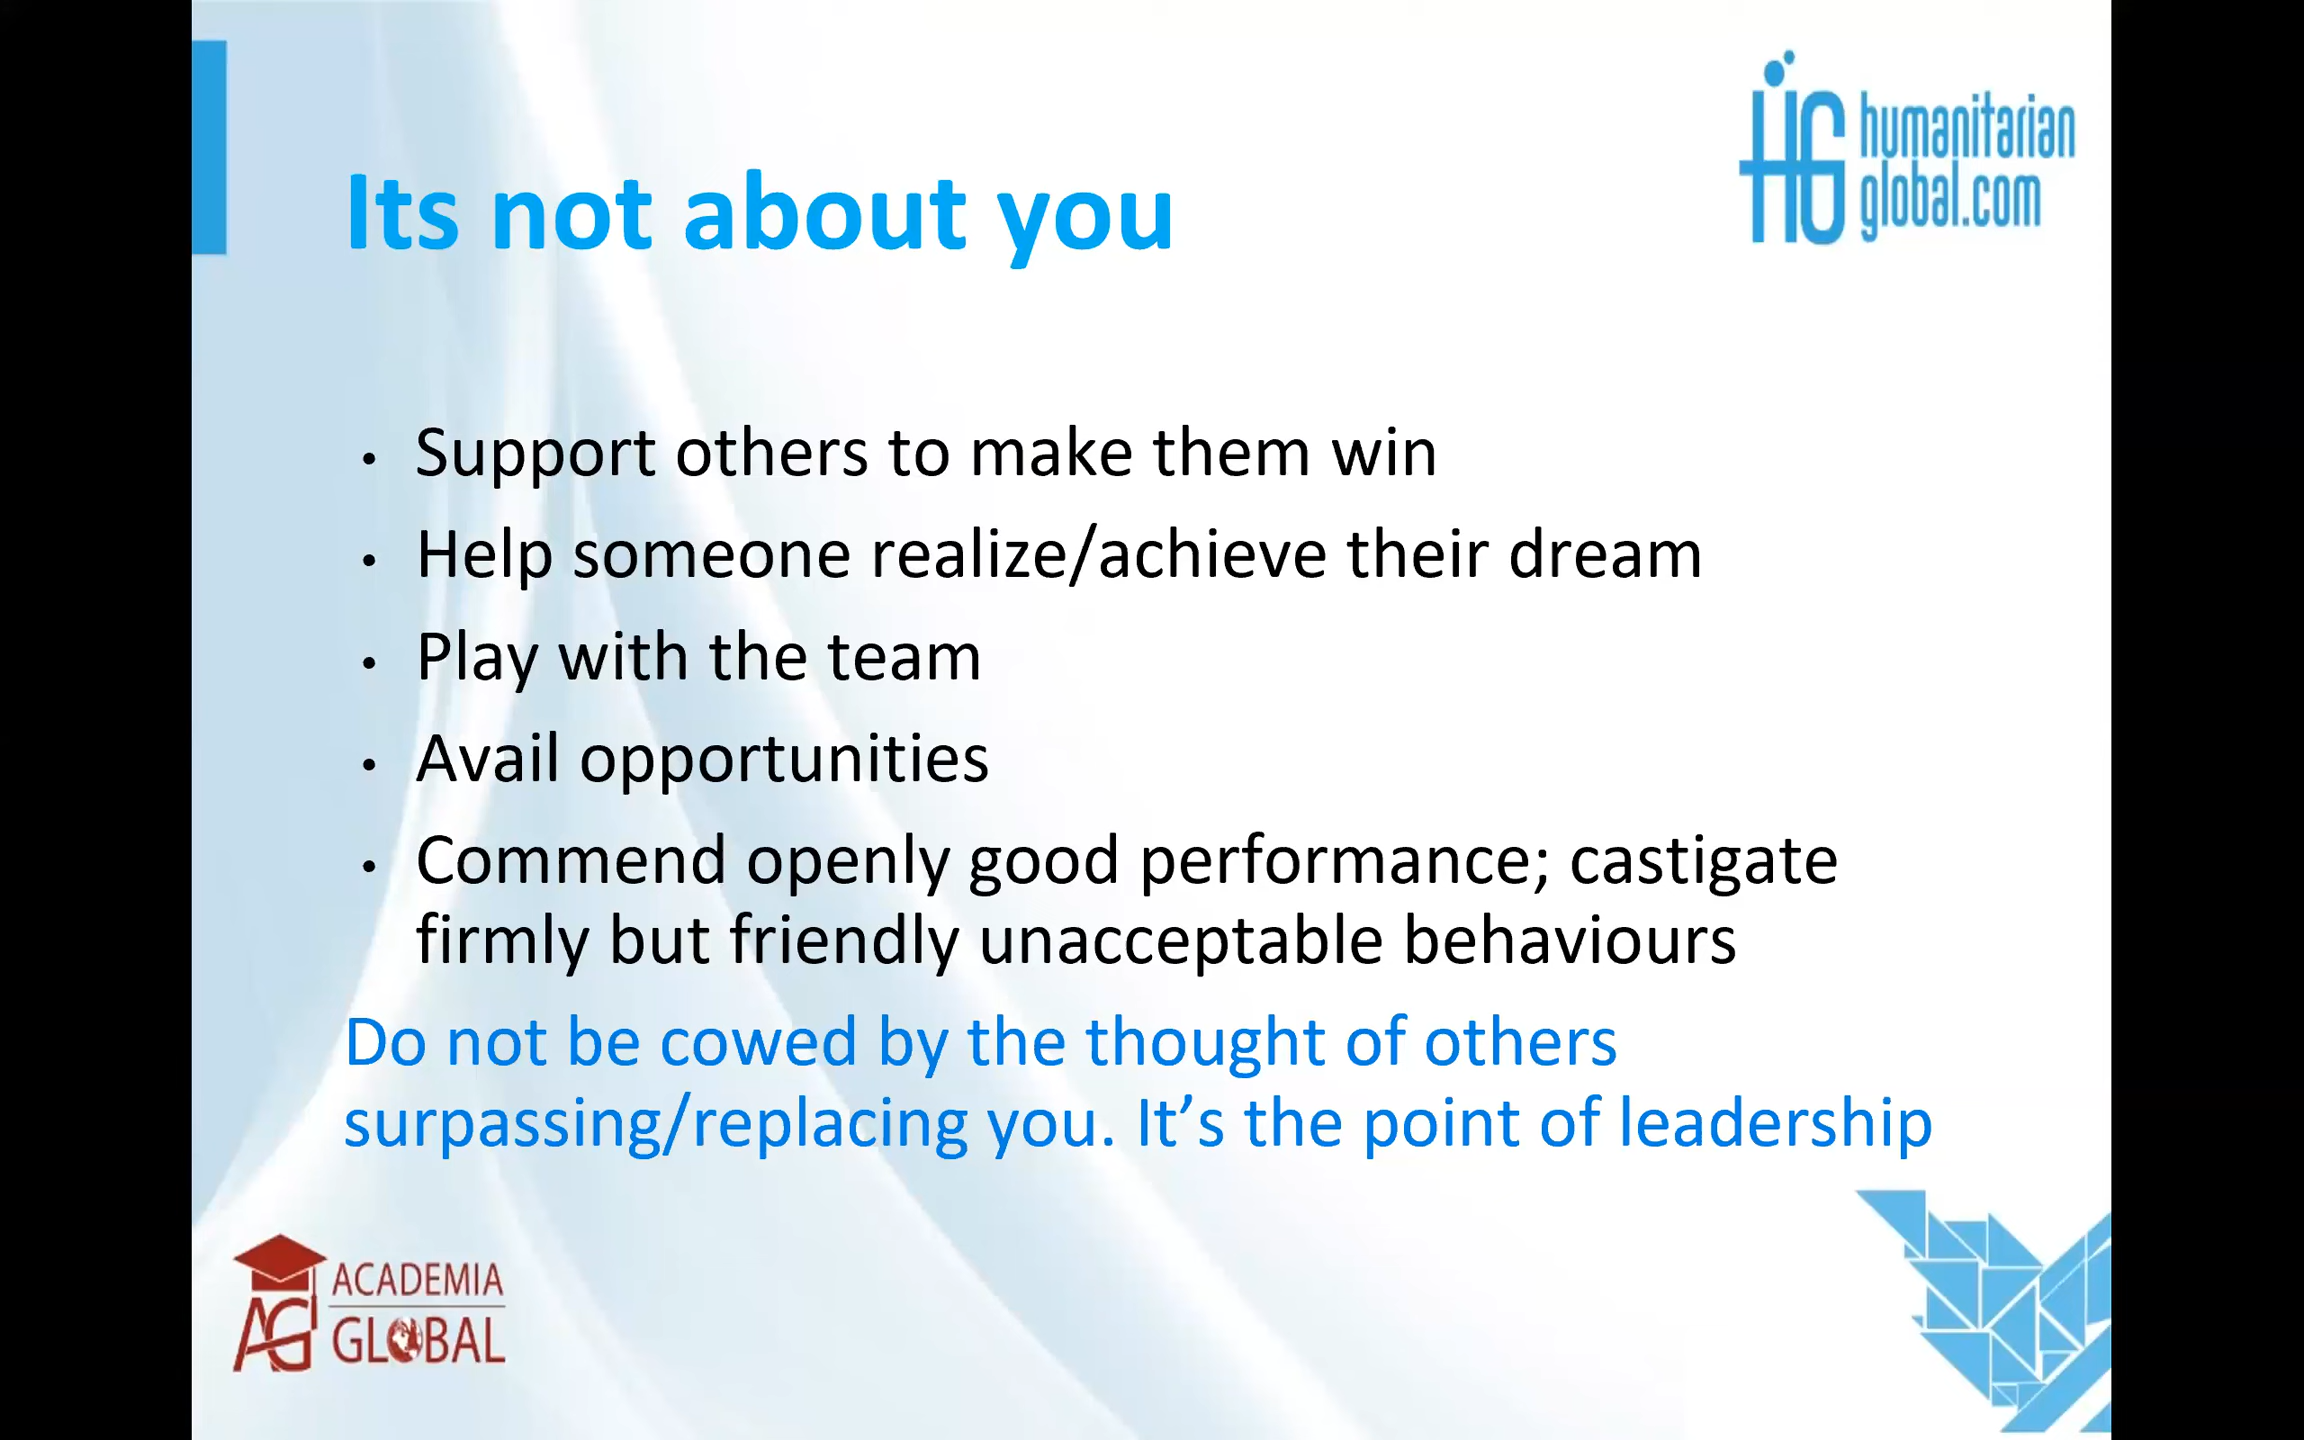 humanitarian
global.com
Its not about you
• Support others to make them win
• Help someone realize/achieve their dream
• Play with the team
• Avail opportunities
• Commend openly good performance; castigate
firmly but friendly unacceptable behaviours
Do not be cowed by the thought of others
surpassing/replacing you. It’s the point of leadership
HG
AG
ACADEMIA
GLOBAL